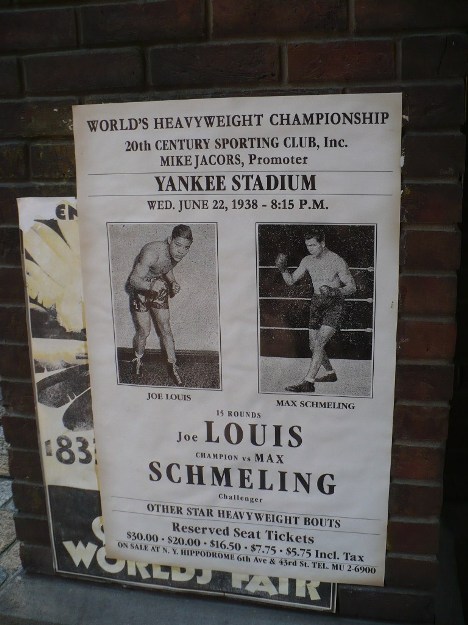 WORLD'S HEAVYWEIGHT CHAMPIONSHIP
20th CENTURY SPORTING CLUB, Inc.
MIKE JACORS, Promoter
YANKEE STADIUM
WED. JUNE 22, 1938 - 8:15 P.M.
JOE LOUIS
MAX SCHMELING
15 ROUNDS
Joe LOUIS
CHAMPION vs MAX
SCHMELING
Challenger
OTHER STAR HEAVYWEIGHT BOUTS
Reserved Seat Tickets
$30.00 · $20.00 · $16.50 · $7.75 · $5.75 Incl. Tax
ON SALE AT N. Y. HIPPODROME 6th Ave & 43rd St. TEL. MU 2-6900
183
WORLD'S FAIR